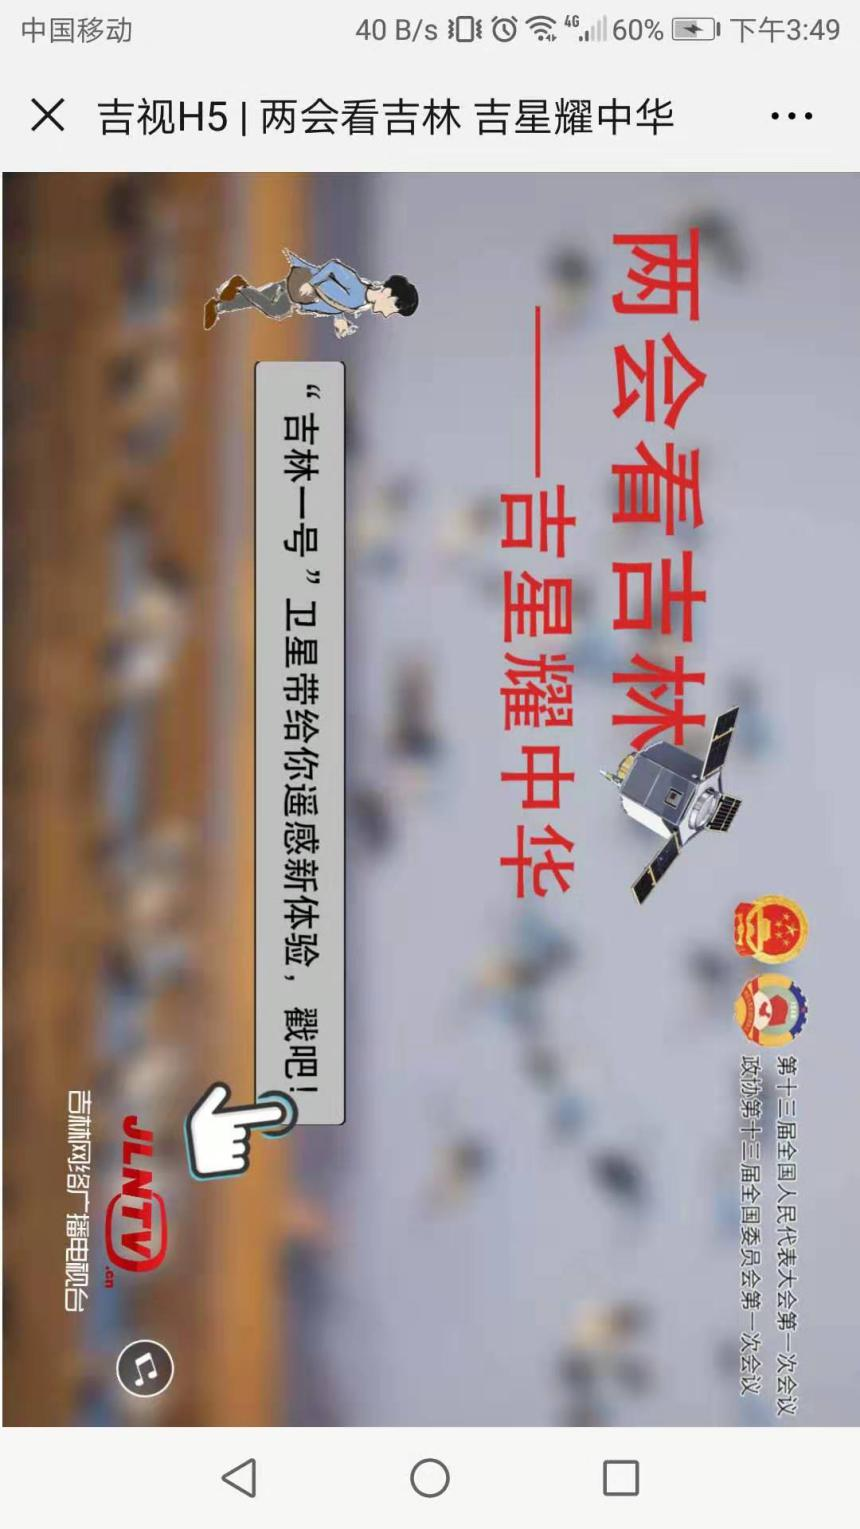 中国移动 40 B/s 4G 60% 下午3:49
吉视H5 | 两会看吉林 吉星耀中华
第十三届全国人民代表大会第一次会议
政协第十三届全国委员会第一次会议
两会看吉林
——吉星耀中华
“吉林一号”卫星带给你遥感新体验，戳吧！
JLNTV.cn
吉林网络广播电视台